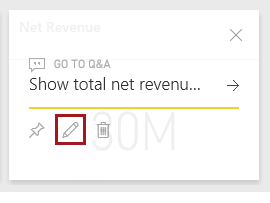 Net Revenue
GO TO Q&A
Show total net revenu...
30M